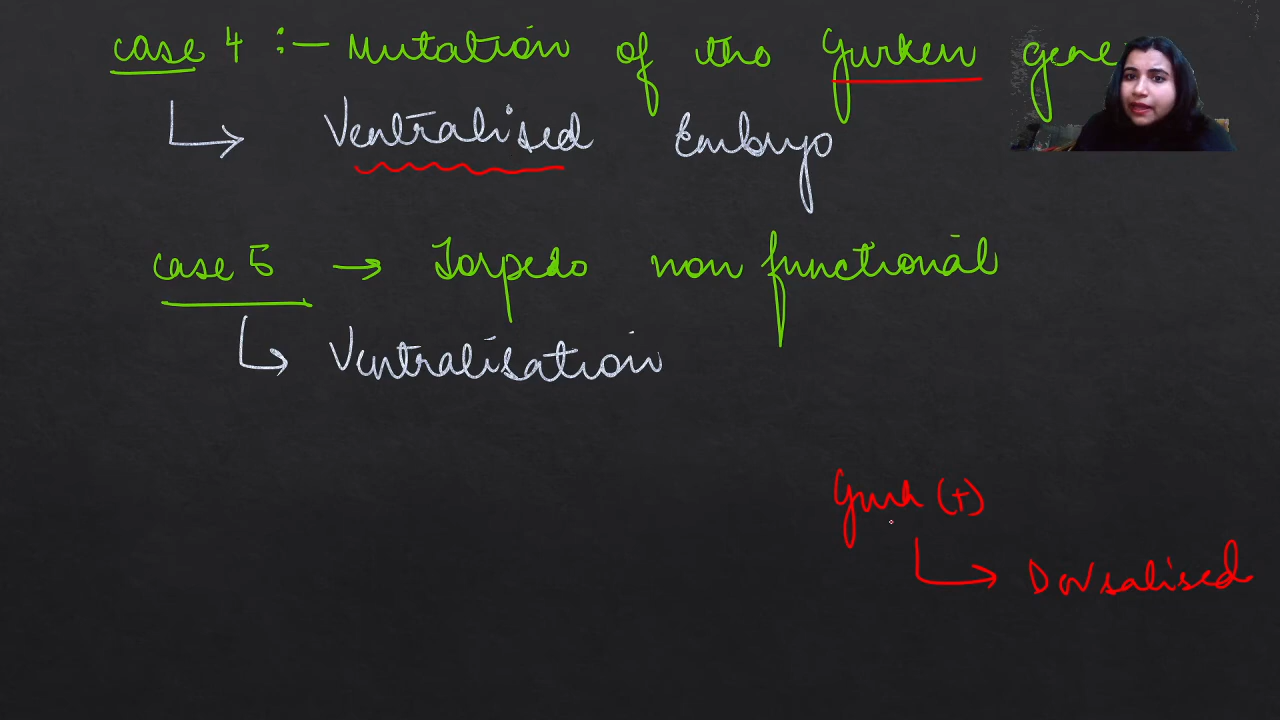 case 4 :- Mutation of the Gurken gene
Ventralised Embryo
case 5 → Torpedo non functional
Ventralisation
Gurk (+)
Dorsalised